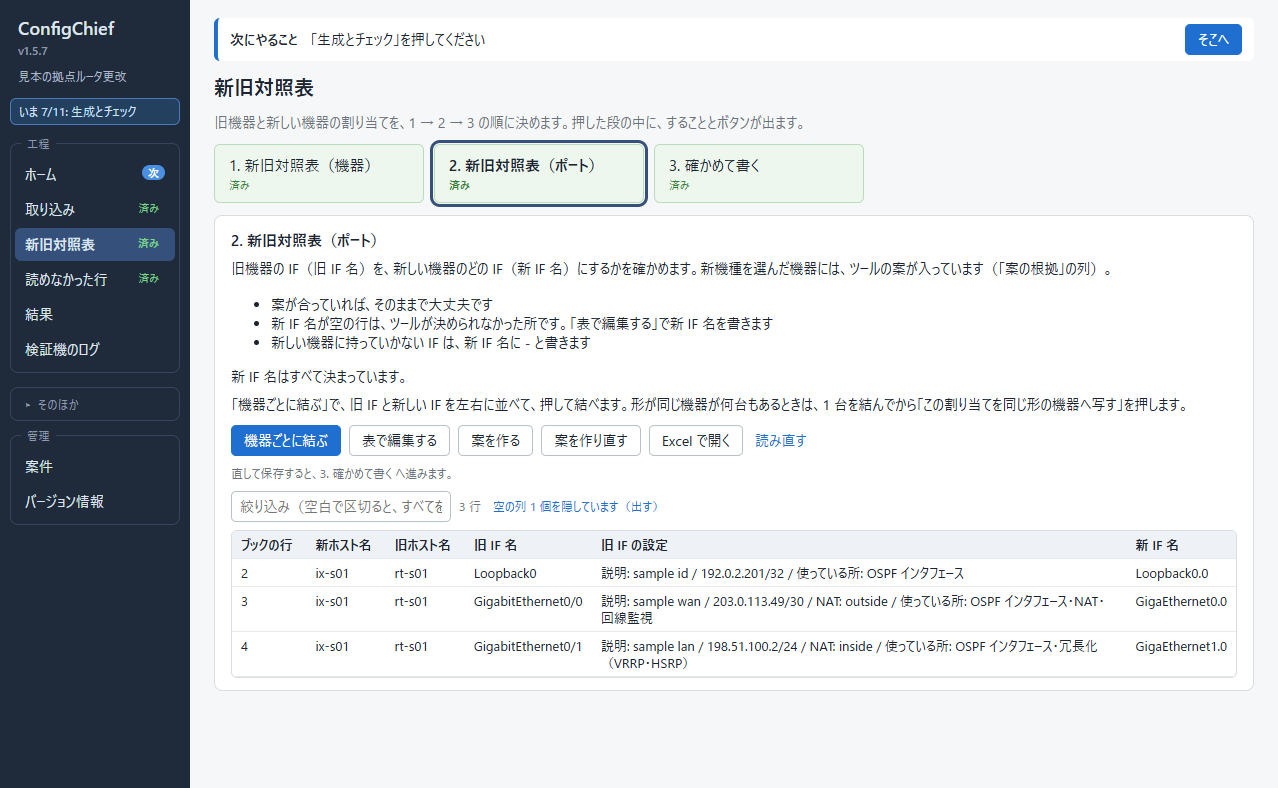 ConfigChief
v1.5.7
見本の拠点ルータ更改
いま 7/11: 生成とチェック
工程
ホーム 次
取り込み 済み
新旧対照表 済み
読めなかった行 済み
結果
検証機のログ
▸ そのほか
管理
案件
バージョン情報
次にやること 「生成とチェック」を押してください
そこへ
新旧対照表
旧機器と新しい機器の割り当てを、1 → 2 → 3 の順に決めます。押した段の中に、することとボタンが出ます。
1. 新旧対照表（機器）
済み
2. 新旧対照表（ポート）
済み
3. 確かめて書く
済み
2. 新旧対照表（ポート）
旧機器の IF（旧 IF 名）を、新しい機器のどの IF（新 IF 名）にするかを確かめます。新機種を選んだ機器には、ツールの案が入っています（「案の根拠」の列）。
• 案が合っていれば、そのままで大丈夫です
• 新 IF 名が空の行は、ツールが決められなかった所です。「表で編集する」で新 IF 名を書きます
• 新しい機器に持っていかない IF は、新 IF 名に - と書きます
新 IF 名はすべて決まっています。
「機器ごとに結ぶ」で、旧 IF と新しい IF を左右に並べて、押して結べます。形が同じ機器が何台もあるときは、1 台を結んでから「この割り当てを同じ形の機器へ写す」を押します。
機器ごとに結ぶ 表で編集する 案を作る 案を作り直す Excel で開く 読み直す
直して保存すると、3. 確かめて書く へ進みます。
絞り込み（空白で区切ると、すべてを 3 行 空の列 1 個を隠しています（出す）
ブックの行 新ホスト名 旧ホスト名 旧 IF 名 旧 IF の設定 新 IF 名
2 ix-s01 rt-s01 Loopback0 説明: sample id / 192.0.2.201/32 / 使っている所: OSPF インタフェース Loopback0.0
3 ix-s01 rt-s01 GigabitEthernet0/0 説明: sample wan / 203.0.113.49/30 / NAT: outside / 使っている所: OSPF インタフェース・NAT・ GigaEthernet0.0
回線監視
4 ix-s01 rt-s01 GigabitEthernet0/1 説明: sample lan / 198.51.100.2/24 / NAT: inside / 使っている所: OSPF インタフェース・冗長化 GigaEthernet1.0
（VRRP・HSRP）